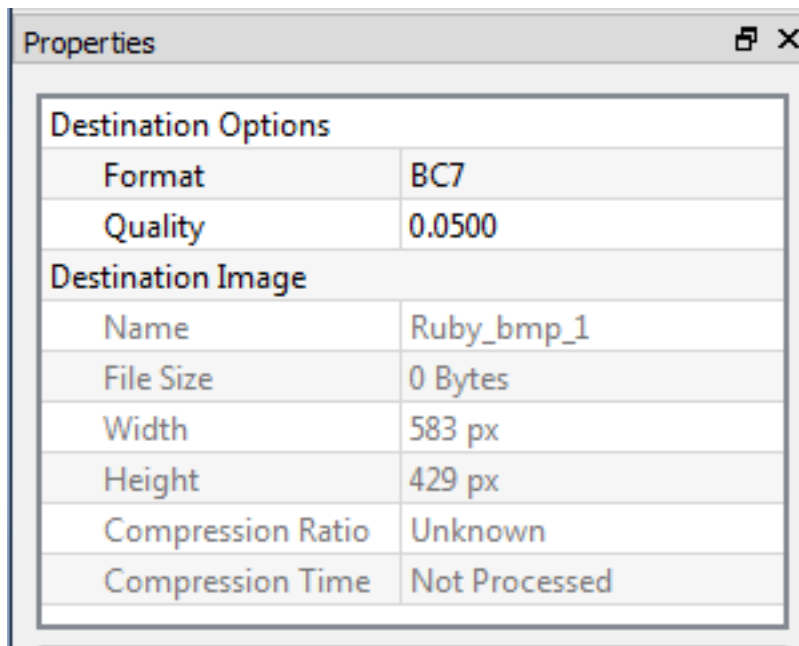 Properties
Destination Options
Format BC7
Quality 0.0500
Destination Image
Name Ruby_bmp_1
File Size 0 Bytes
Width 583 px
Height 429 px
Compression Ratio Unknown
Compression Time Not Processed